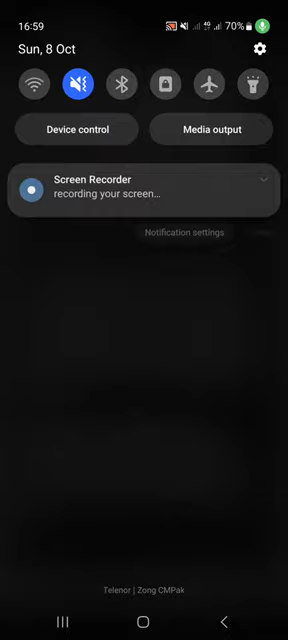 16:59
4G
70%
Sun, 8 Oct
Device control
Media output
Screen Recorder
recording your screen...
Notification settings
Telenor | Zong CMPak